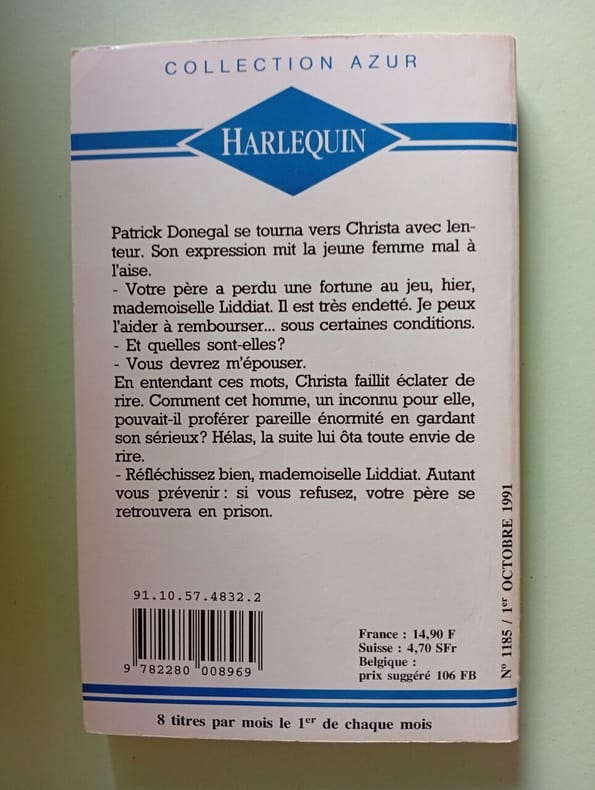 COLLECTION AZUR
HARLEQUIN
Patrick Donegal se tourna vers Christa avec len-
teur. Son expression mit la jeune femme mal à
l'aise.
- Votre père a perdu une fortune au jeu, hier,
mademoiselle Liddiat. Il est très endetté. Je peux
l'aider à rembourser... sous certaines conditions.
- Et quelles sont-elles?
- Vous devrez m'épouser.
En entendant ces mots, Christa faillit éclater de
rire. Comment cet homme, un inconnu pour elle,
pouvait-il proférer pareille énormité en gardant
son sérieux? Hélas, la suite lui ôta toute envie de
rire.
- Réfléchissez bien, mademoiselle Liddiat. Autant
vous prévenir : si vous refusez, votre père se
retrouvera en prison.
91.10.57.4832.2
9 782280 008969
France : 14,90 F
Suisse : 4,70 SFr
Belgique :
prix suggéré 106 FB
N° 1185 / 1er OCTOBRE 1991
8 titres par mois le 1er de chaque mois